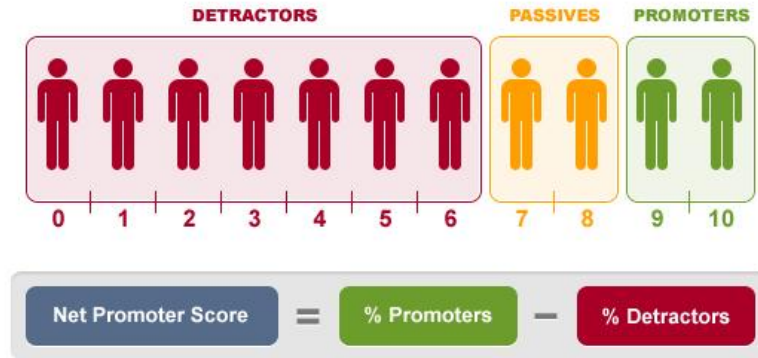 DETRACTORS PASSIVES PROMOTERS
0 1 2 3 4 5 6 7 8 9 10
Net Promoter Score = % Promoters − % Detractors